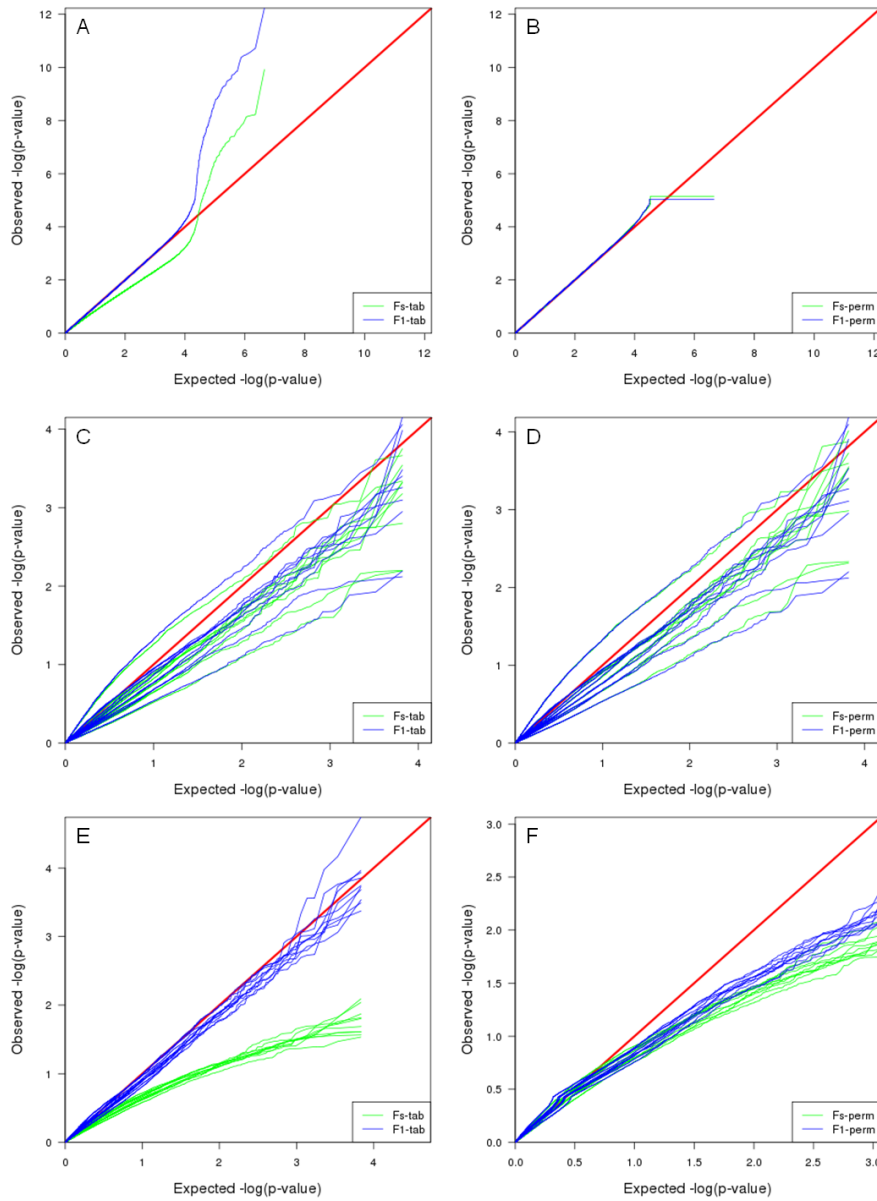 A
Observed -log(p-value)
12
10
8
6
4
2
0
0 2 4 6 8 10 12
Expected -log(p-value)
Fs-tab
F1-tab
B
Observed -log(p-value)
12
10
8
6
4
2
0
0 2 4 6 8 10 12
Expected -log(p-value)
Fs-perm
F1-perm
C
Observed -log(p-value)
4
3
2
1
0
0 1 2 3 4
Expected -log(p-value)
Fs-tab
F1-tab
D
Observed -log(p-value)
4
3
2
1
0
0 1 2 3 4
Expected -log(p-value)
Fs-perm
F1-perm
E
Observed -log(p-value)
4
3
2
1
0
0 1 2 3 4
Expected -log(p-value)
Fs-tab
F1-tab
F
Observed -log(p-value)
3.0
2.5
2.0
1.5
1.0
0.5
0.0
0.0 0.5 1.0 1.5 2.0 2.5 3.0
Expected -log(p-value)
Fs-perm
F1-perm